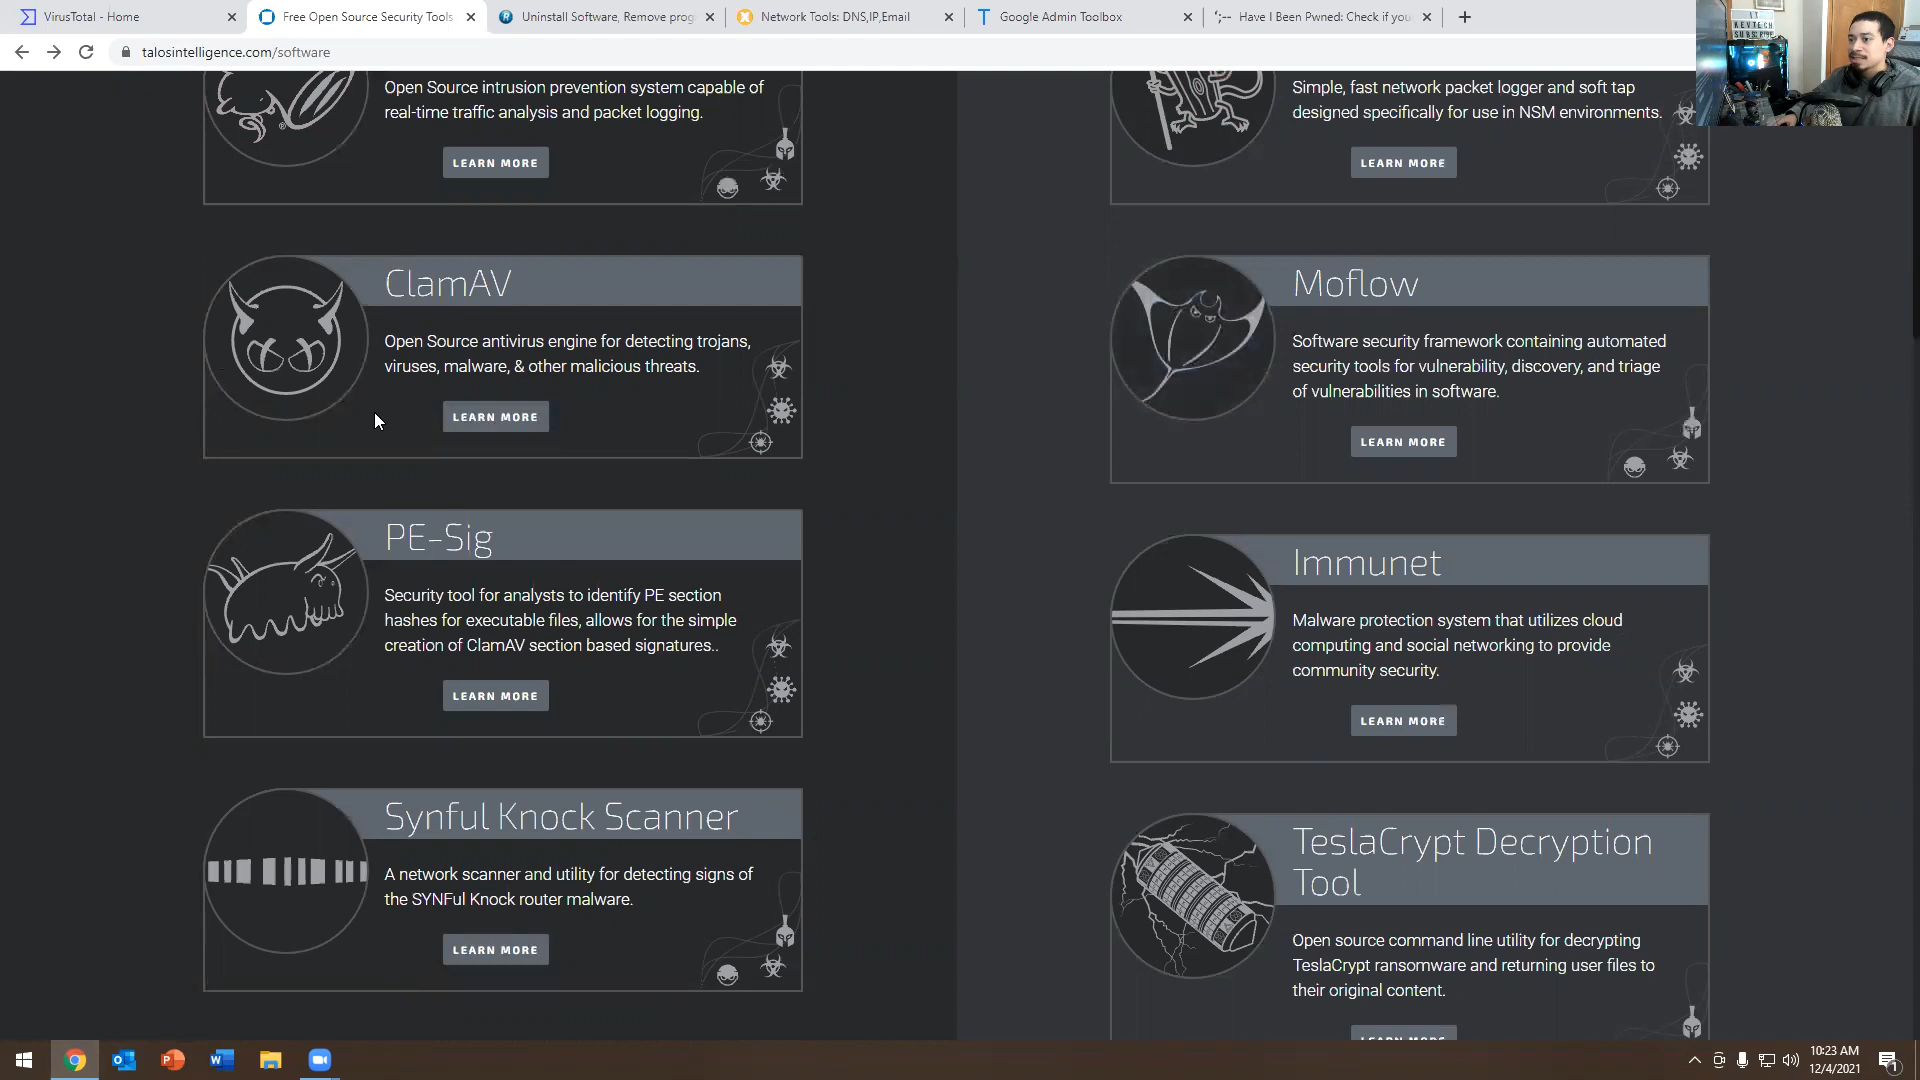 VirusTotal - Home
Free Open Source Security Tools
Uninstall Software, Remove prog
Network Tools: DNS,IP,Email
Google Admin Toolbox
';-- Have I Been Pwned: Check if you
talosintelligence.com/software
IT
KEVTECH
SUBSCRIBE
Open Source intrusion prevention system capable of
real-time traffic analysis and packet logging.
LEARN MORE
Simple, fast network packet logger and soft tap
designed specifically for use in NSM environments.
LEARN MORE
ClamAV
Open Source antivirus engine for detecting trojans,
viruses, malware, & other malicious threats.
LEARN MORE
Moflow
Software security framework containing automated
security tools for vulnerability, discovery, and triage
of vulnerabilities in software.
LEARN MORE
PE-Sig
Security tool for analysts to identify PE section
hashes for executable files, allows for the simple
creation of ClamAV section based signatures..
LEARN MORE
Immunet
Malware protection system that utilizes cloud
computing and social networking to provide
community security.
LEARN MORE
Synful Knock Scanner
A network scanner and utility for detecting signs of
the SYNFul Knock router malware.
LEARN MORE
TeslaCrypt Decryption
Tool
Open source command line utility for decrypting
TeslaCrypt ransomware and returning user files to
their original content.
LEARN MORE
10:23 AM
12/4/2021
1